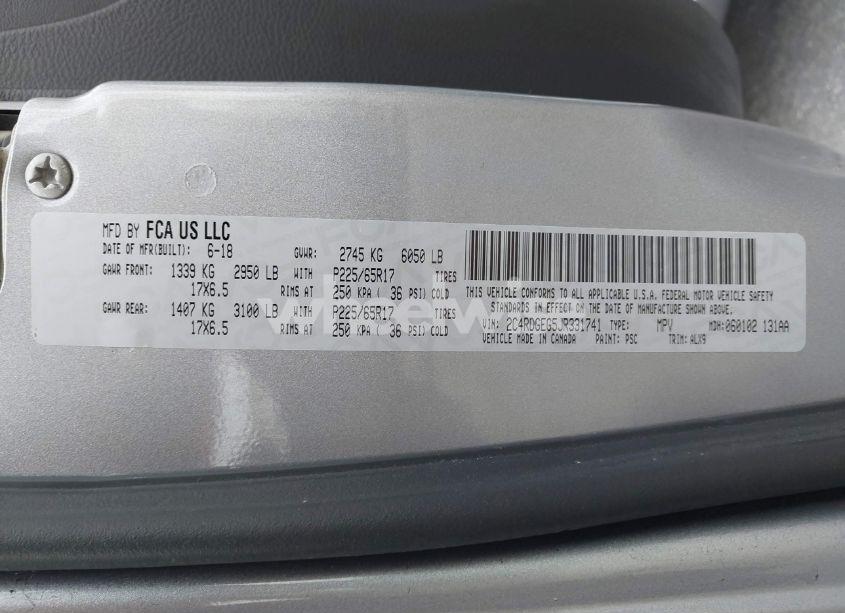 MFD BY FCA US LLC
DATE OF MFR(BUILT): 6-18 GVWR: 2745 KG 6050 LB
GAWR FRONT: 1339 KG 2950 LB WITH P225/65R17 TIRES
17X6.5 RIMS AT 250 KPA ( 36 PSI) COLD
GAWR REAR: 1407 KG 3100 LB WITH P225/65R17 TIRES
17X6.5 RIMS AT 250 KPA ( 36 PSI) COLD
THIS VEHICLE CONFORMS TO ALL APPLICABLE U.S.A. FEDERAL MOTOR VEHICLE SAFETY
STANDARDS IN EFFECT ON THE DATE OF MANUFACTURE SHOWN ABOVE.
VIN: 2C4RDGEG5JR331741 TYPE: MPV MDH: 060102 131AA
VEHICLE MADE IN CANADA PAINT: PSC TRIM: ALX9